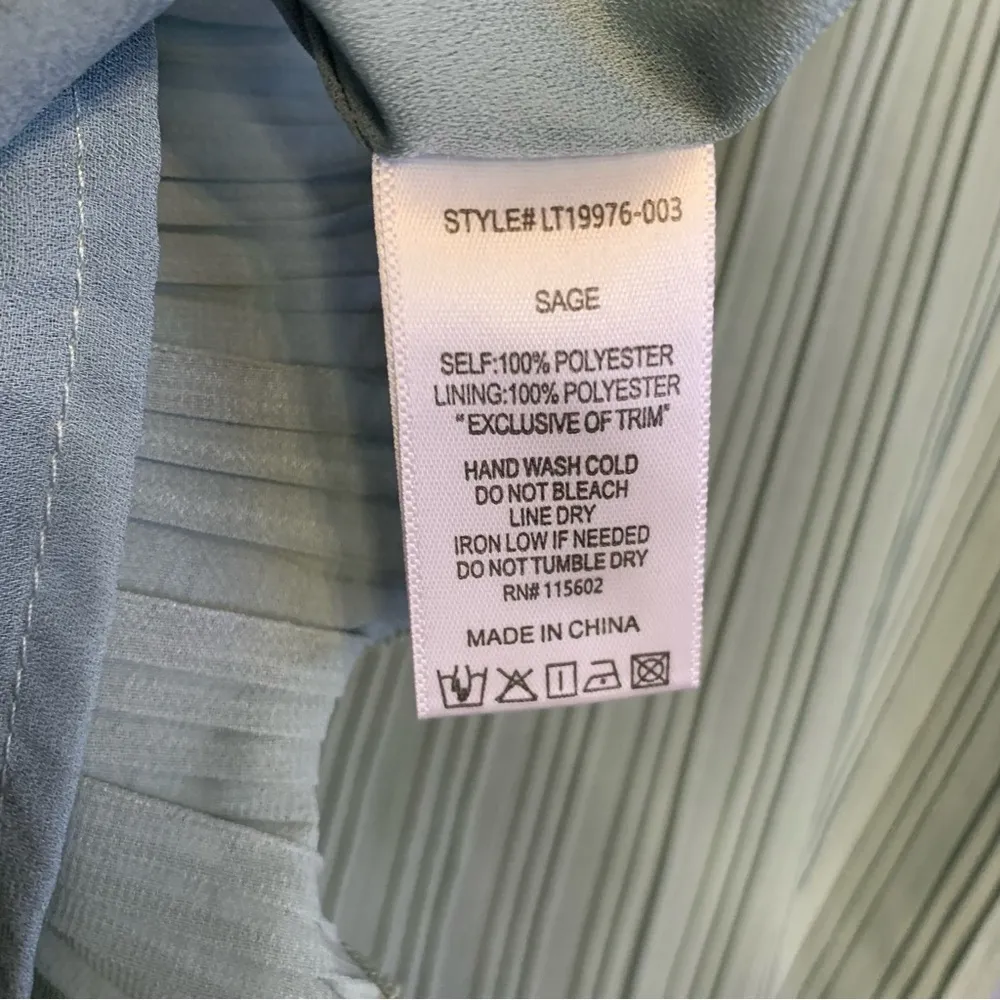 STYLE# LT19976-003
SAGE
SELF:100% POLYESTER
LINING:100% POLYESTER
"EXCLUSIVE OF TRIM"
HAND WASH COLD
DO NOT BLEACH
LINE DRY
IRON LOW IF NEEDED
DO NOT TUMBLE DRY
RN# 115602
MADE IN CHINA